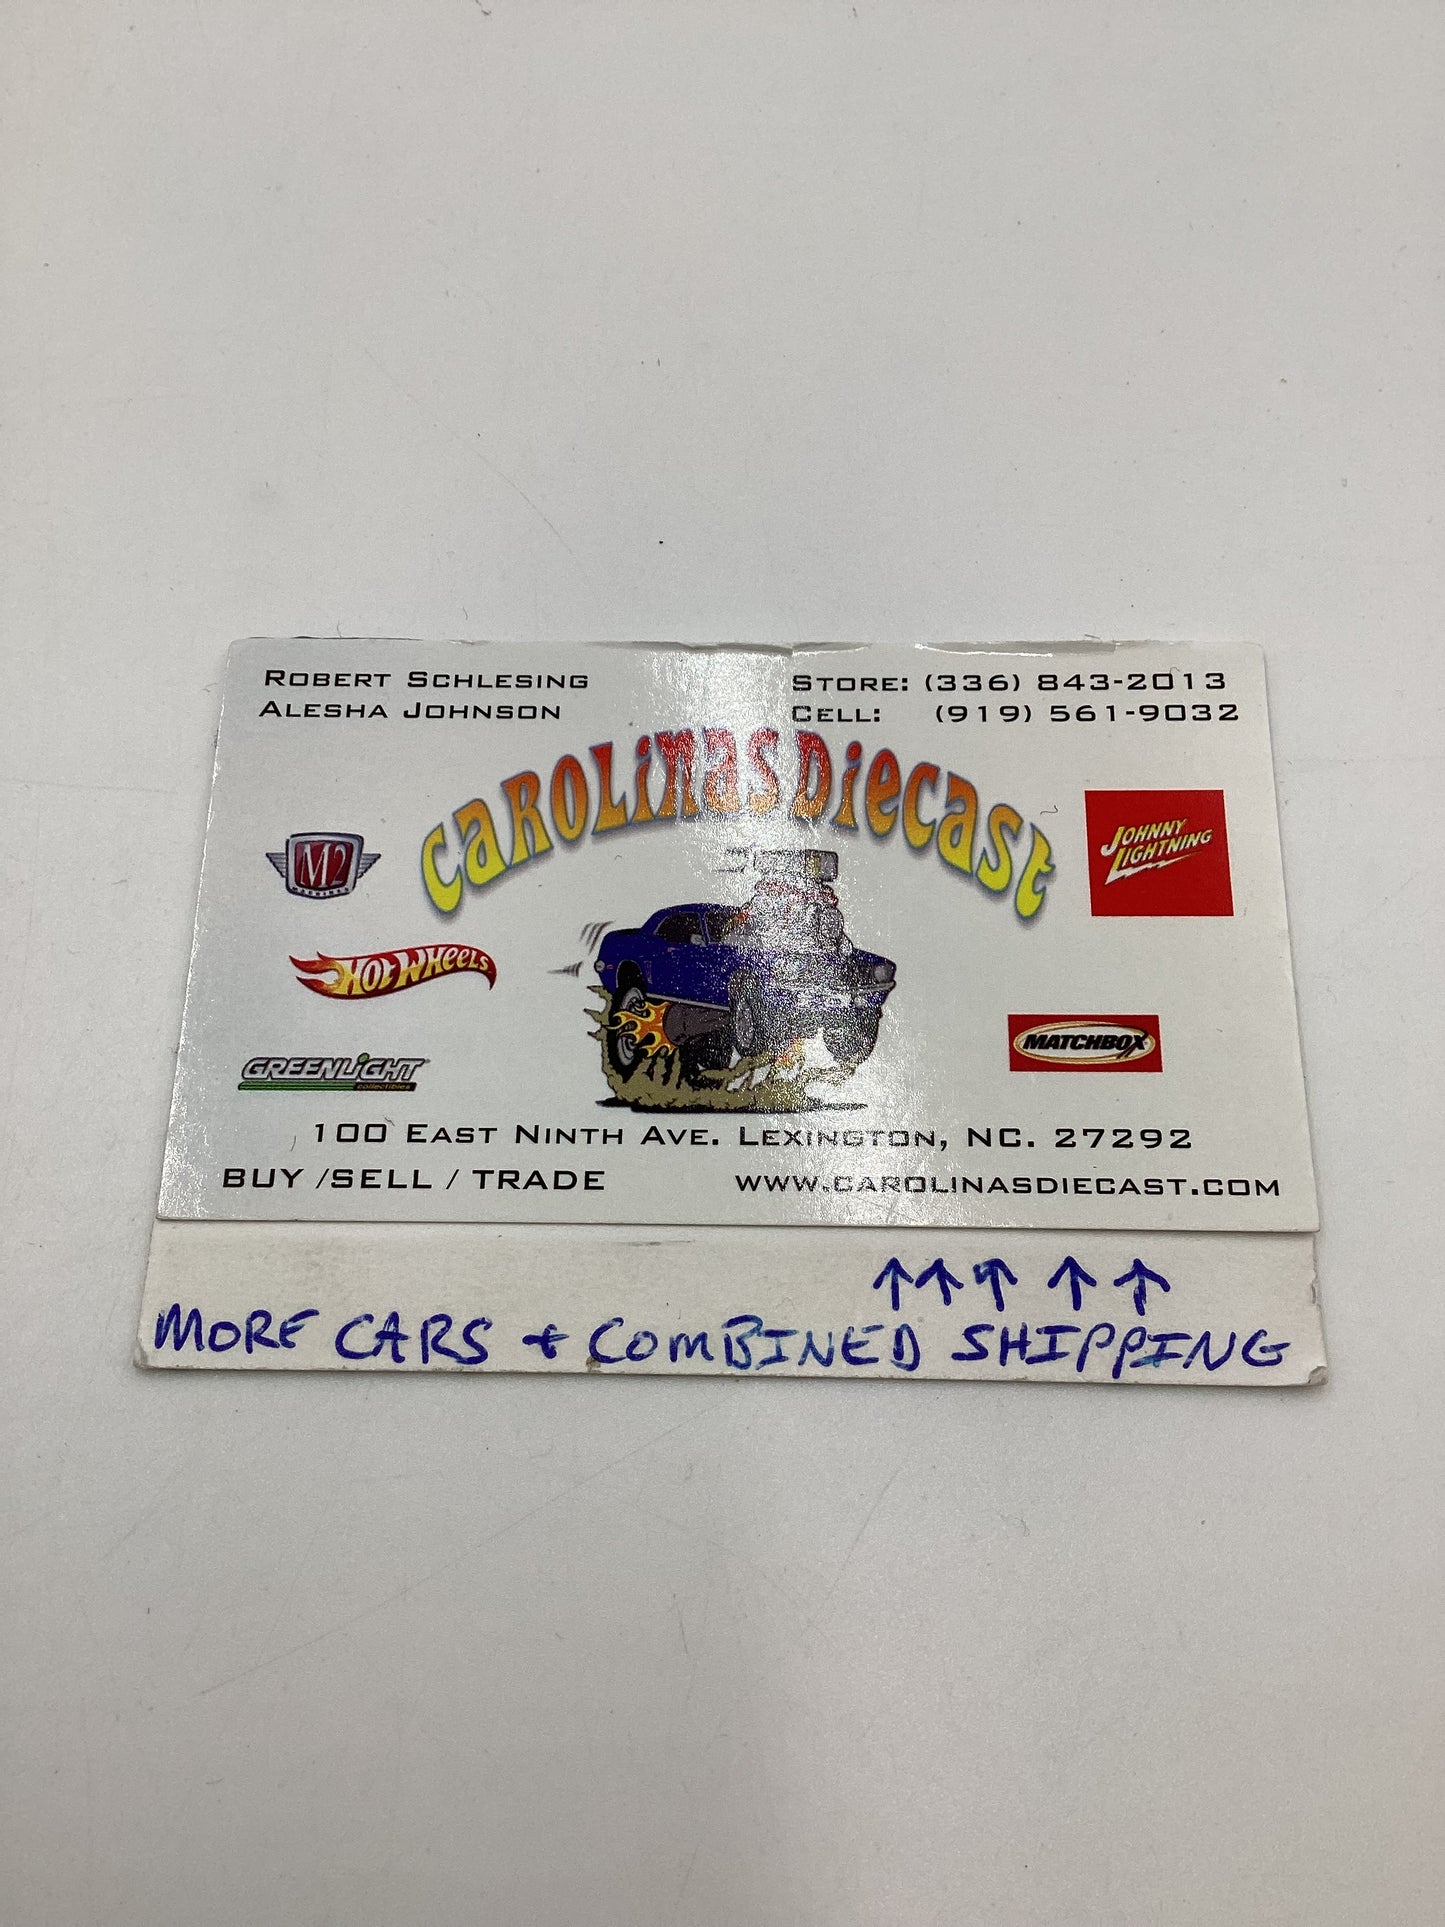 Robert Schlesing
Alesha Johnson
Store: (336) 843-2013
Cell: (919) 561-9032
Carolinas Diecast
M2
MACHINES
JOHNNY
LIGHTNING
HOT WHEELS
GREENLIGHT
collectibles
MATCHBOX
100 East Ninth Ave. Lexington, NC. 27292
BUY /SELL / TRADE
www.carolinasdiecast.com
↑↑↑↑↑
MORE CARS + COMBINED SHIPPING